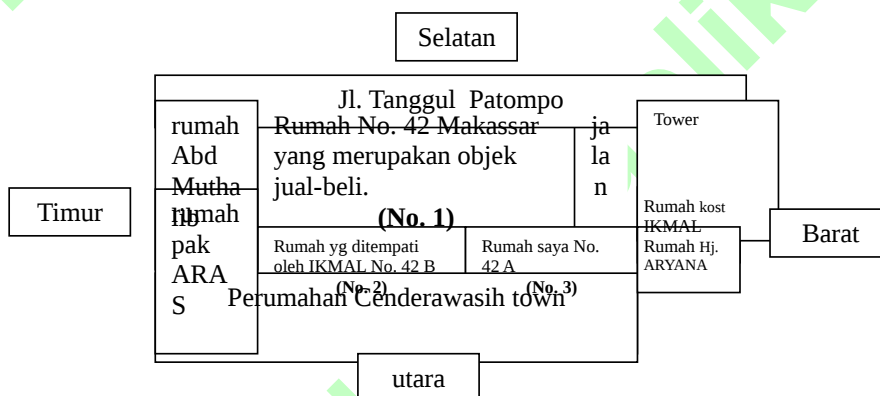 Selatan
Jl. Tanggul Patompo
rumah
Abd
Mutha
lib
Rumah No. 42 Makassar
yang merupakan objek
jual-beli.
(No. 1)
ja
la
n
Tower
Rumah kost
IKMAL
Rumah Hj.
ARYANA
Timur
Barat
rumah
pak
ARA
S
Rumah yg ditempati
oleh IKMAL No. 42 B
(No. 2)
Rumah saya No.
42 A
(No. 3)
Perumahan Cenderawasih town
utara